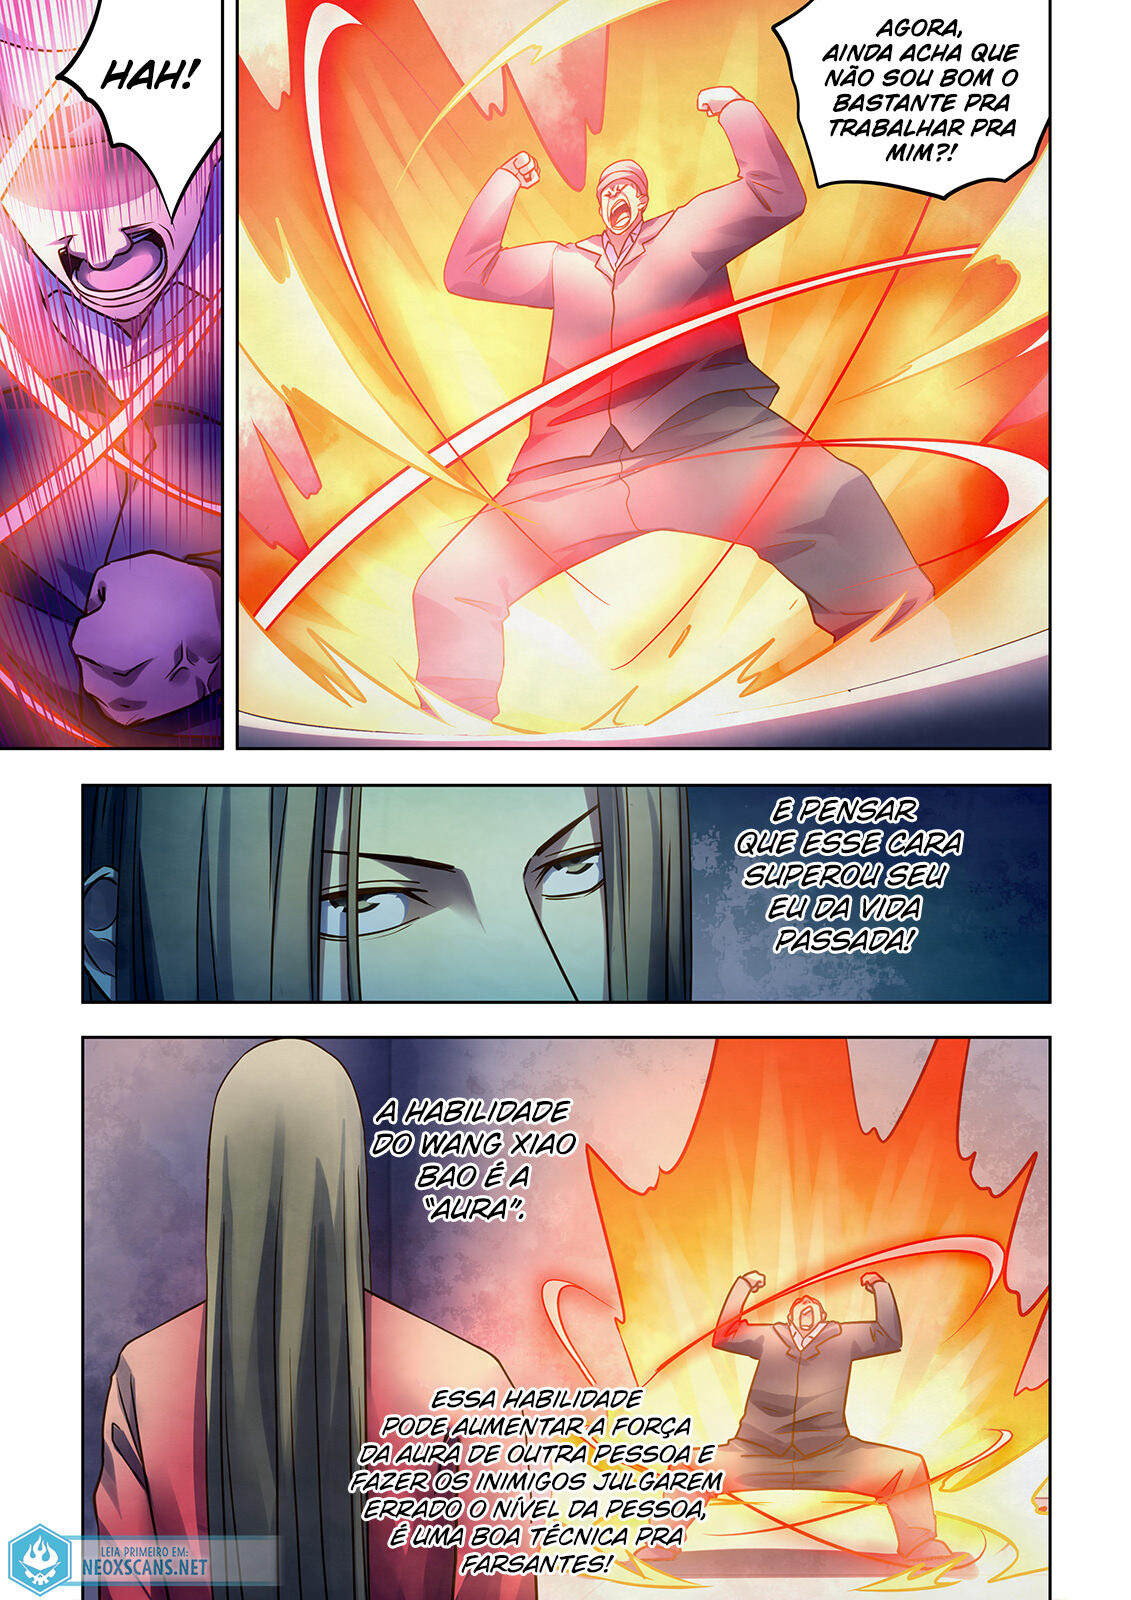 HAH!
AGORA,
AINDA ACHA QUE
NÃO SOU BOM O
BASTANTE PRA
TRABALHAR PRA
MIM?!
E PENSAR
QUE ESSE CARA
SUPEROU SEU
EU DA VIDA
PASSADA!
A HABILIDADE
DO WANG XIAO
BAO É A
"AURA".
ESSA HABILIDADE
PODE AUMENTAR A FORÇA
DA AURA DE OUTRA PESSOA E
FAZER OS INIMIGOS JULGAREM
ERRADO O NÍVEL DA PESSOA,
É UMA BOA TÉCNICA PRA
FARSANTES!
LEIA PRIMEIRO EM:
NEOXSCANS.NET